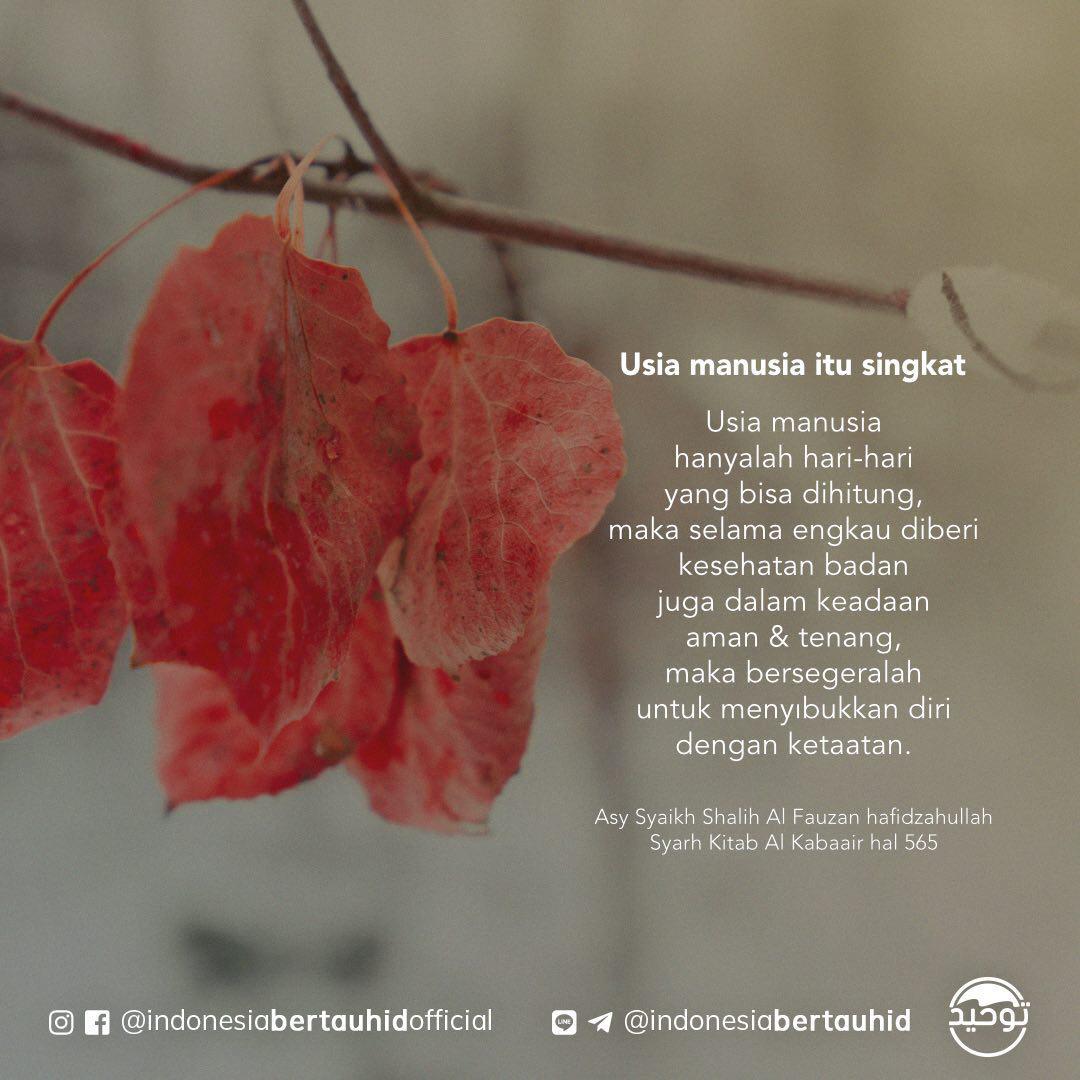 Usia manusia itu singkat
Usia manusia
hanyalah hari-hari
yang bisa dihitung,
maka selama engkau diberi
kesehatan badan
juga dalam keadaan
aman & tenang,
maka bersegeralah
untuk menyıbukkan diri
dengan ketaatan.
Asy Syaikh Shalih Al Fauzan hafidzahullah
Syarh Kitab Al Kabaair hal 565
@indonesiabertauhidofficial
LINE @indonesiabertauhid
توحيد